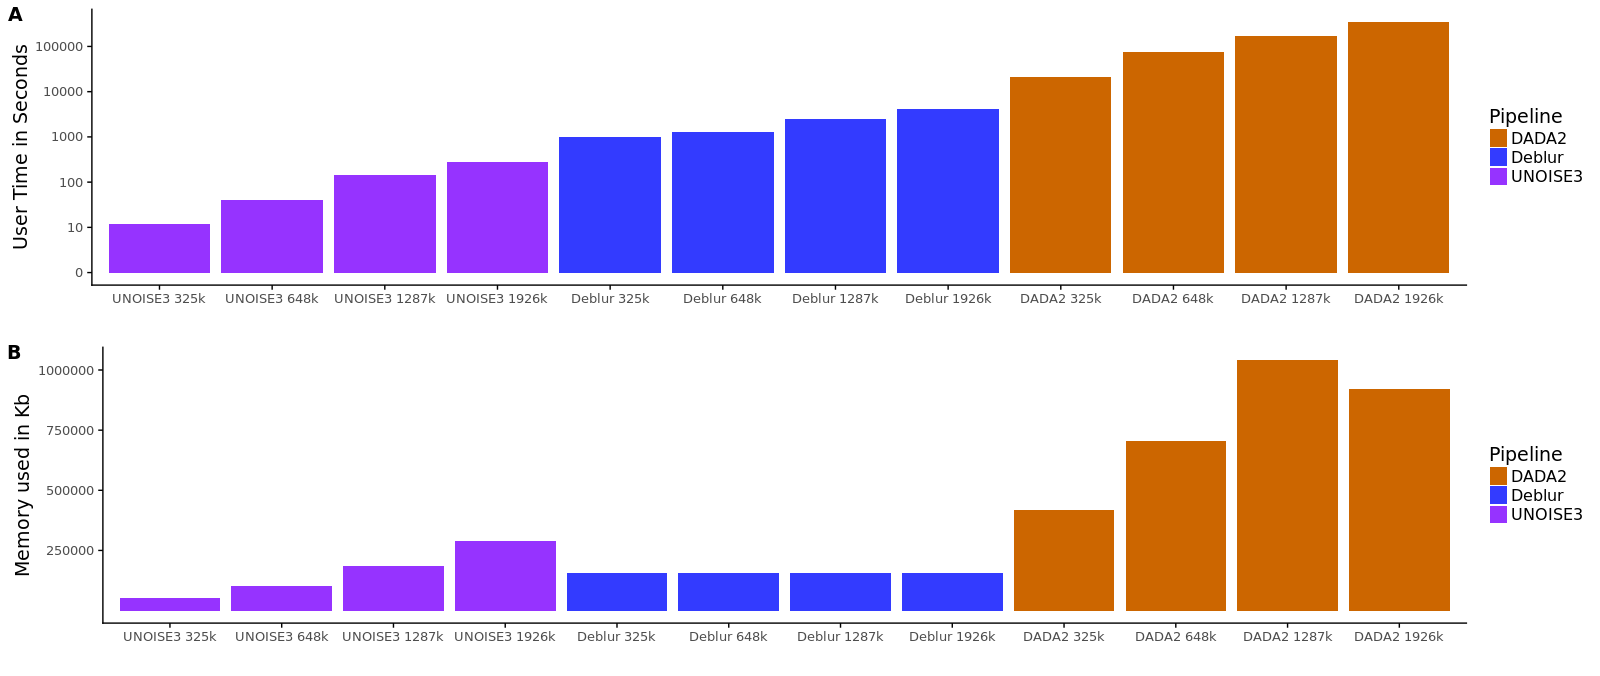 A
User Time in Seconds
100000
10000
1000
100
10
0
UNOISE3 325k UNOISE3 648k UNOISE3 1287k UNOISE3 1926k Deblur 325k Deblur 648k Deblur 1287k Deblur 1926k DADA2 325k DADA2 648k DADA2 1287k DADA2 1926k
Pipeline
DADA2
Deblur
UNOISE3
B
Memory used in Kb
1000000
750000
500000
250000
UNOISE3 325k UNOISE3 648k UNOISE3 1287k UNOISE3 1926k Deblur 325k Deblur 648k Deblur 1287k Deblur 1926k DADA2 325k DADA2 648k DADA2 1287k DADA2 1926k
Pipeline
DADA2
Deblur
UNOISE3